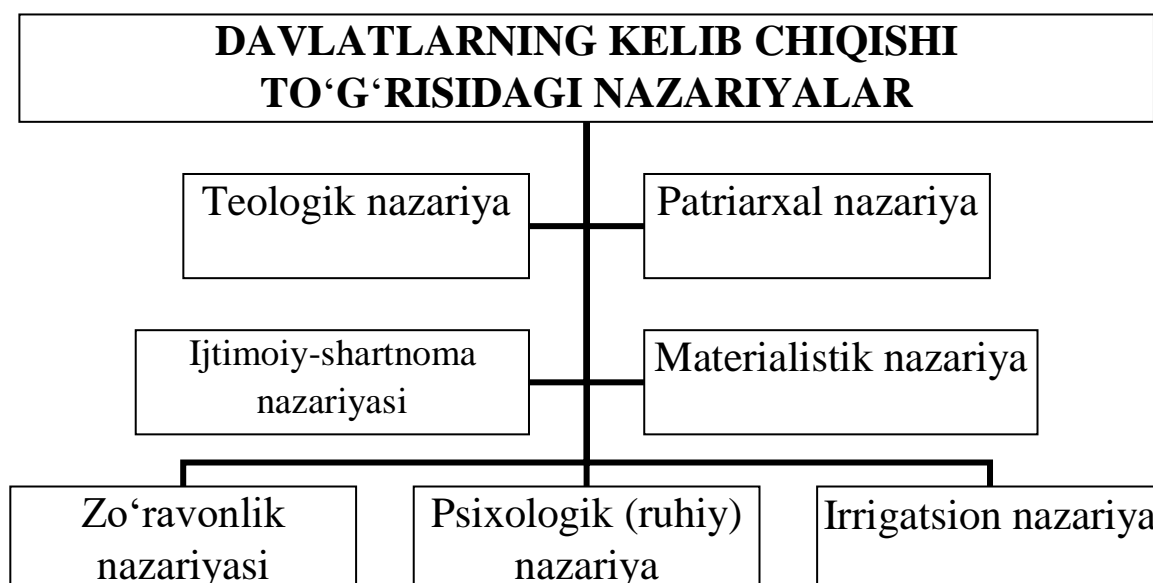 DAVLATLARNING KELIB CHIQISHI
TO‘G‘RISIDAGI NAZARIYALAR
Teologik nazariya
Patriarxal nazariya
Ijtimoiy-shartnoma
nazariyasi
Materialistik nazariya
Zo‘ravonlik
nazariyasi
Psixologik (ruhiy)
nazariya
Irrigatsion nazariya